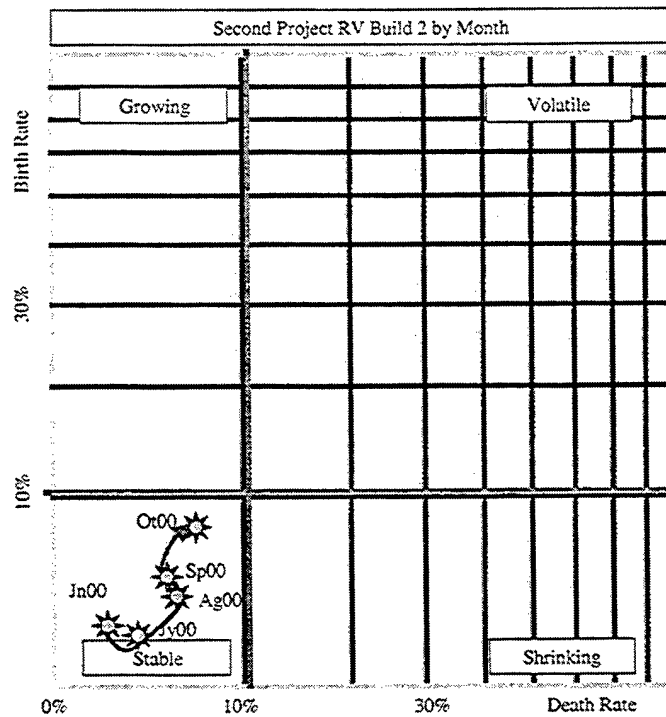 Second Project RV Build 2 by Month
Growing
Volatile
Birth Rate
30%
10%
Ot00
Sp00
Ag00
Jn00
Jy00
Stable
Shrinking
0%
10%
30%
Death Rate